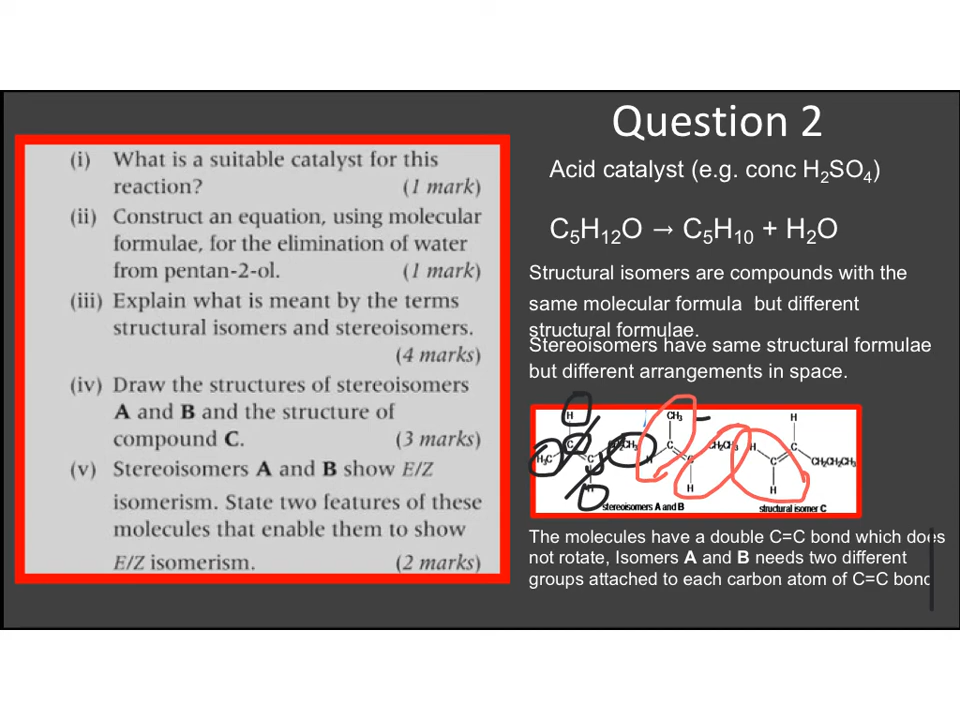 (i) What is a suitable catalyst for this
reaction? (1 mark)
(ii) Construct an equation, using molecular
formulae, for the elimination of water
from pentan-2-ol. (1 mark)
(iii) Explain what is meant by the terms
structural isomers and stereoisomers.
(4 marks)
(iv) Draw the structures of stereoisomers
A and B and the structure of
compound C. (3 marks)
(v) Stereoisomers A and B show E/Z
isomerism. State two features of these
molecules that enable them to show
E/Z isomerism. (2 marks)
Question 2
Acid catalyst (e.g. conc H₂SO₄)
C₅H₁₂O → C₅H₁₀ + H₂O
Structural isomers are compounds with the
same molecular formula but different
structural formulae.
Stereoisomers have same structural formulae
but different arrangements in space.
H CH₃ H
C C C
H₃C CH₂CH₃ H CH₂CH₃ H CH₂CH₂CH₃
C C C
H H H
stereoisomers A and B structural isomer C
The molecules have a double C=C bond which does
not rotate, Isomers A and B needs two different
groups attached to each carbon atom of C=C bond